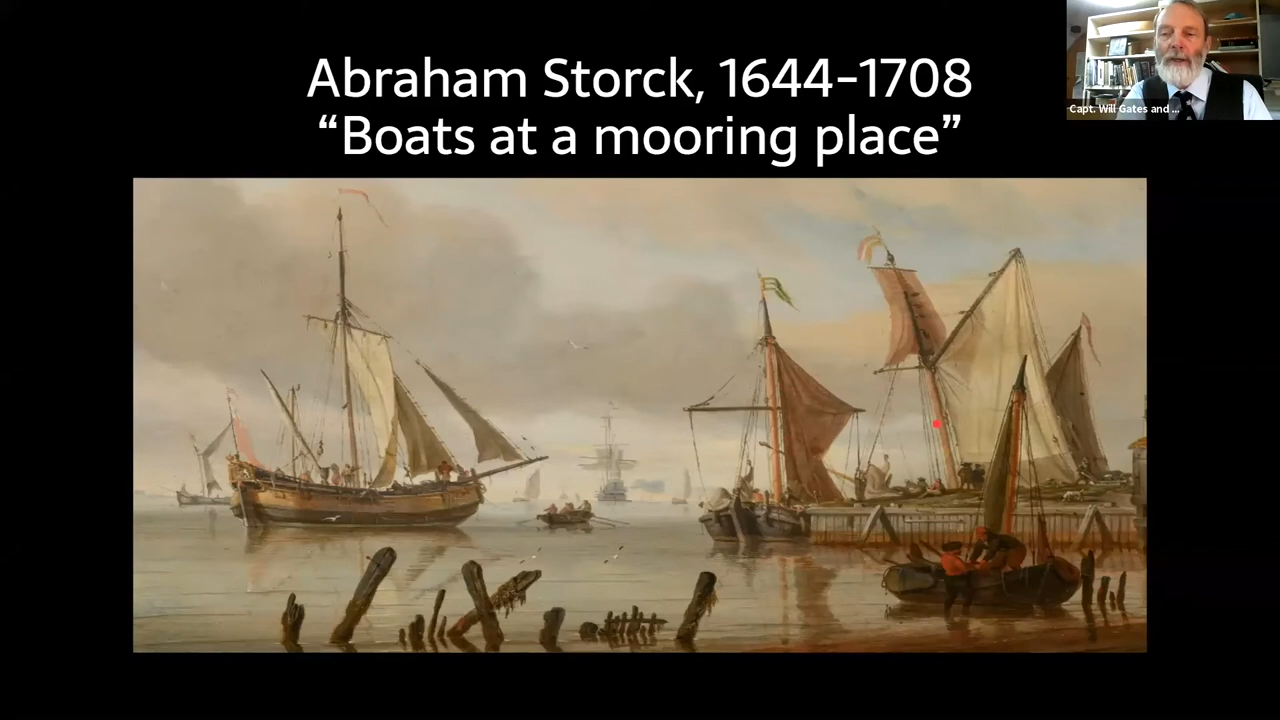 Abraham Storck, 1644-1708
“Boats at a mooring place”
Capt. Will Gates and ...